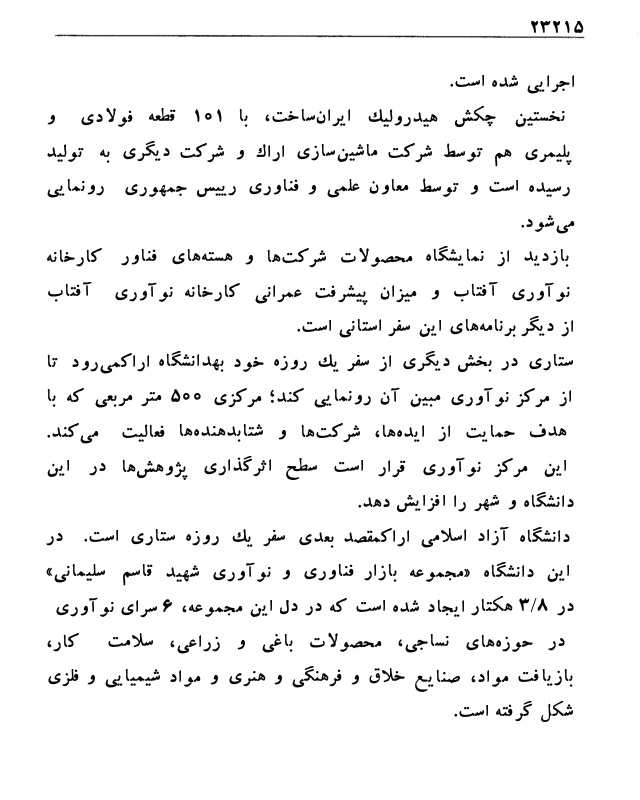 ۲۳۲۱۵
اجرایی شده است.
نخستین چکش هیدرولیك ایران‌ساخت، با ۱۰۱ قطعه فولادی و
پلیمری هم توسط شرکت ماشین‌سازی اراك و شرکت دیگری به تولید
رسیده است و توسط معاون علمی و فناوری رییس جمهوری رونمایی
می‌شود.
بازدید از نمایشگاه محصولات شرکت‌ها و هسته‌های فناور کارخانه
نوآوری آفتاب و میزان پیشرفت عمرانی کارخانه نوآوری آفتاب
از دیگر برنامه‌های این سفر استانی است.
ستاری در بخش دیگری از سفر یك روزه خود بهدانشگاه اراکمی‌رود تا
از مرکز نوآوری مبین آن رونمایی کند؛ مرکزی ۵۰۰ متر مربعی که با
هدف حمایت از ایده‌ها، شرکت‌ها و شتابدهنده‌ها فعالیت می‌کند.
این مرکز نوآوری قرار است سطح اثرگذاری پژوهش‌ها در این
دانشگاه و شهر را افزایش دهد.
دانشگاه آزاد اسلامی اراکمقصد بعدی سفر یك روزه ستاری است. در
این دانشگاه «مجموعه بازار فناوری و نوآوری شهید قاسم سلیمانی»
در ۳/۸ هکتار ایجاد شده است که در دل این مجموعه، ۶ سرای نوآوری
در حوزه‌های نساجی، محصولات باغی و زراعی، سلامت کار،
بازیافت مواد، صنایع خلاق و فرهنگی و هنری و مواد شیمیایی و فلزی
شکل گرفته است.